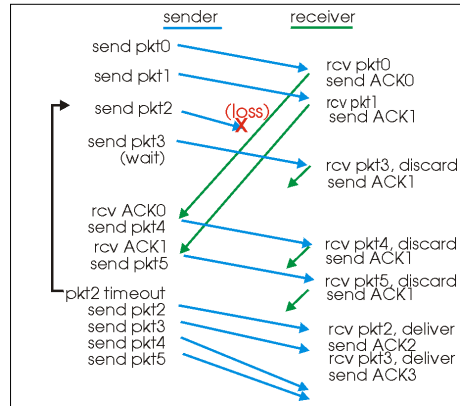 sender
receiver
send pkt0
send pkt1
send pkt2
send pkt3
(wait)
(loss)
X
rcv pkt0
send ACK0
rcv pkt1
send ACK1
rcv pkt3, discard
send ACK1
rcv ACK0
send pkt4
rcv ACK1
send pkt5
rcv pkt4, discard
send ACK1
rcv pkt5, discard
send ACK1
pkt2 timeout
send pkt2
send pkt3
send pkt4
send pkt5
rcv pkt2, deliver
send ACK2
rcv pkt3, deliver
send ACK3